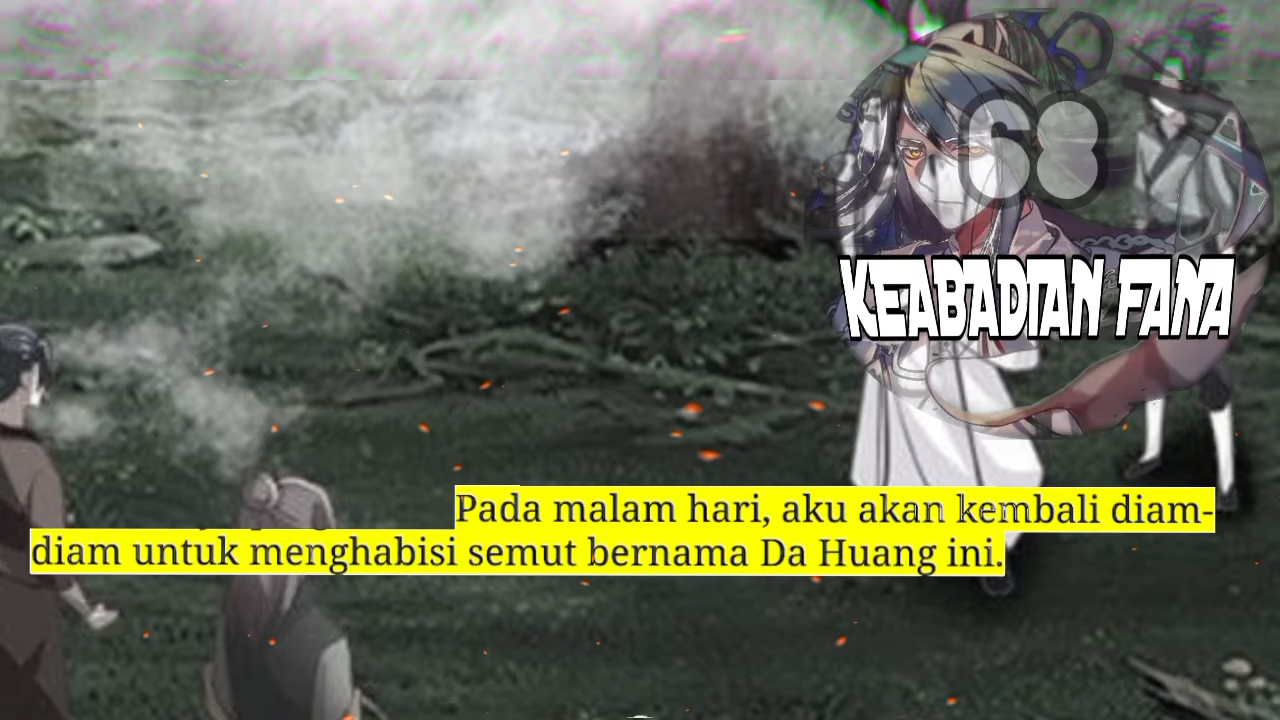 68
KEABADIAN FANA
Pada malam hari, aku akan kembali diam-
diam untuk menghabisi semut bernama Da Huang ini.